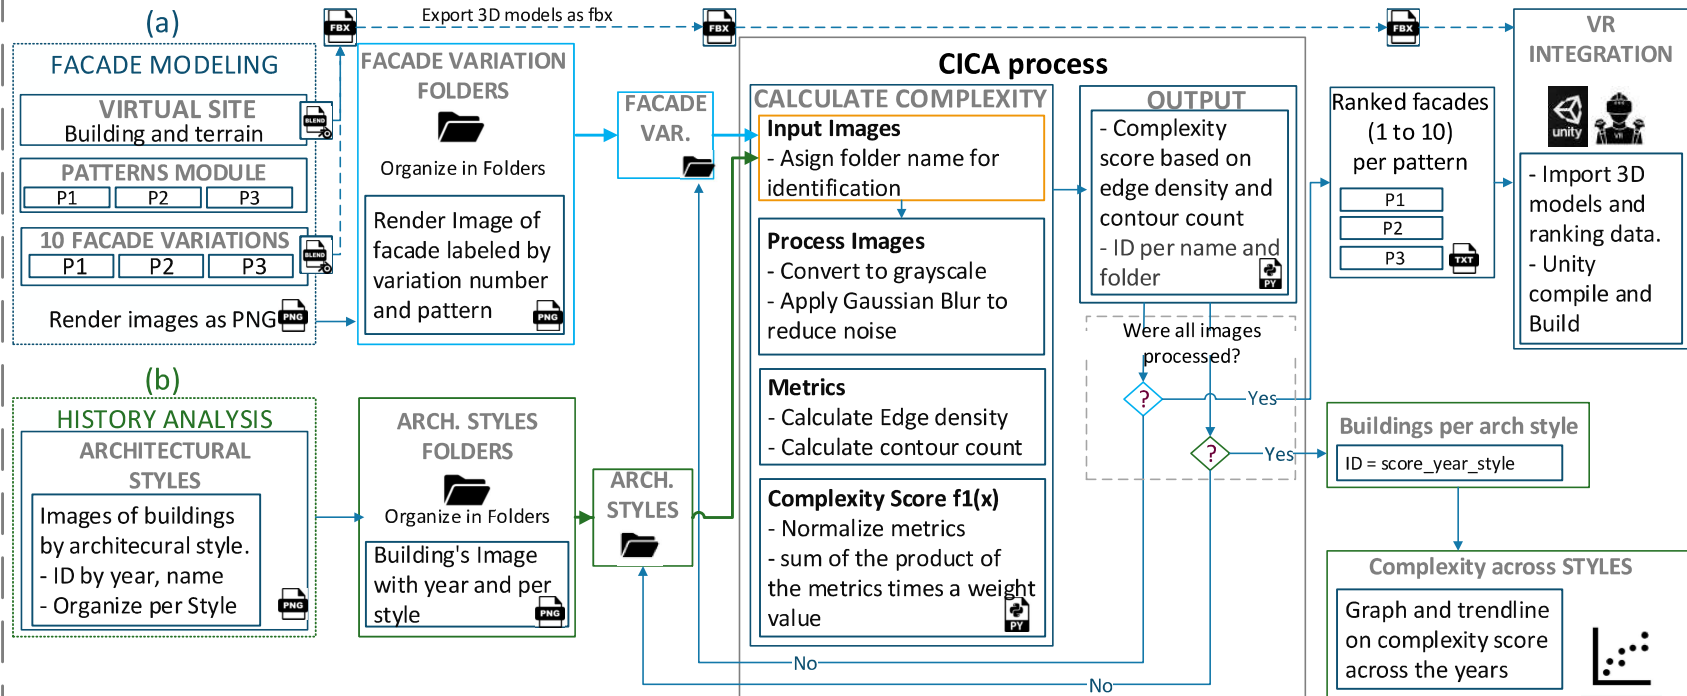 (a)
Export 3D models as fbx
FBX
FBX
FBX
FACADE MODELING
VIRTUAL SITE
Building and terrain
BLEND
PATTERNS MODULE
P1
P2
P3
10 FACADE VARIATIONS
P1
P2
P3
BLEND
Render images as PNG
PNG
FACADE VARIATION
FOLDERS
Organize in Folders
Render Image of
facade labeled by
variation number
and pattern
PNG
FACADE
VAR.
CICA process
CALCULATE COMPLEXITY
Input Images
- Asign folder name for
identification
Process Images
- Convert to grayscale
- Apply Gaussian Blur to
reduce noise
Metrics
- Calculate Edge density
- Calculate contour count
Complexity Score f1(x)
- Normalize metrics
- sum of the product of
the metrics times a weight
value
PY
OUTPUT
- Complexity
score based on
edge density and
contour count
- ID per name and
folder
PY
Were all images
processed?
?
Yes
?
Yes
No
No
Ranked facades
(1 to 10)
per pattern
P1
P2
P3
TXT
VR
INTEGRATION
unity
VR
- Import 3D
models and
ranking data.
- Unity
compile and
Build
(b)
HISTORY ANALYSIS
ARCHITECTURAL
STYLES
Images of buildings
by architecural style.
- ID by year, name
- Organize per Style
PNG
ARCH. STYLES
FOLDERS
Organize in Folders
Building's Image
with year and per
style
PNG
ARCH.
STYLES
Buildings per arch style
ID = score_year_style
Complexity across STYLES
Graph and trendline
on complexity score
across the years